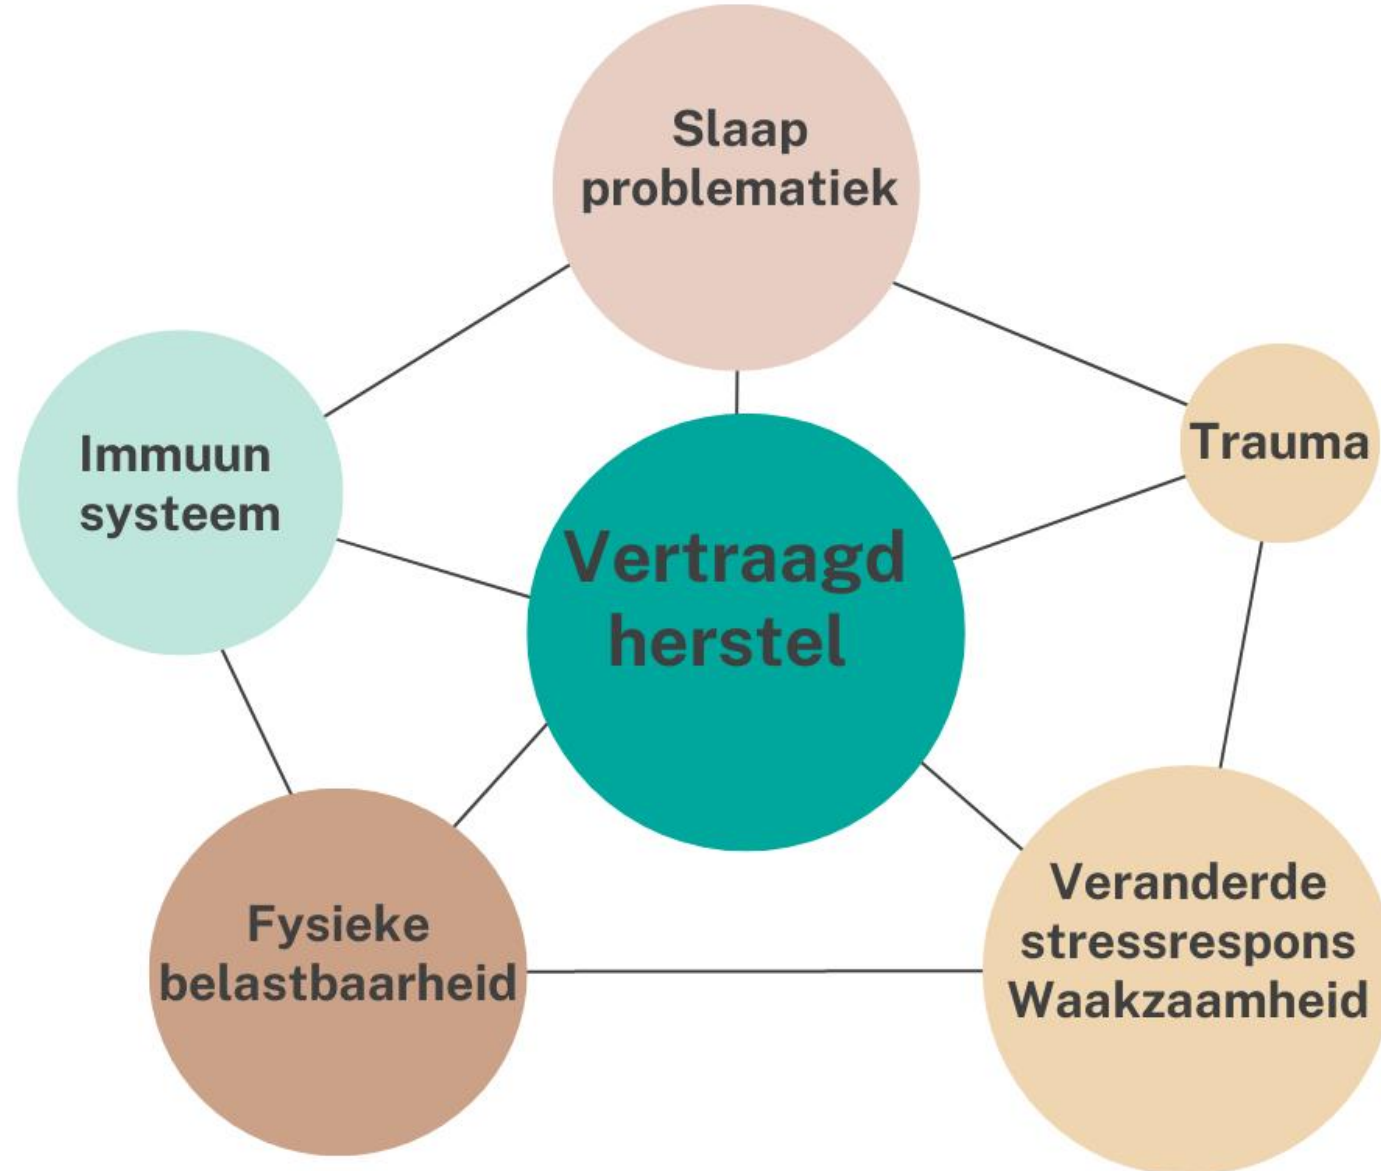 Slaap
problematiek
Immuun
systeem
Trauma
Vertraagd
herstel
Fysieke
belastbaarheid
Veranderde
stressrespons
Waakzaamheid